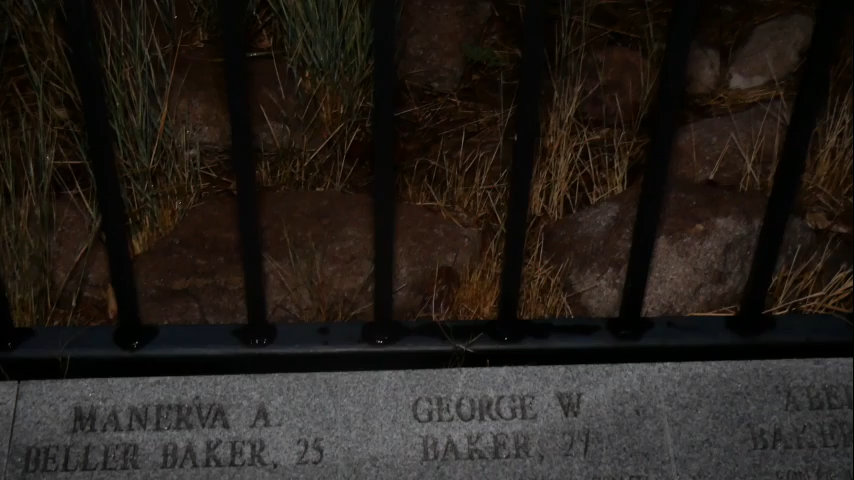 MANERVA A.
BELLER BAKER, 25
GEORGE W
BAKER, 27